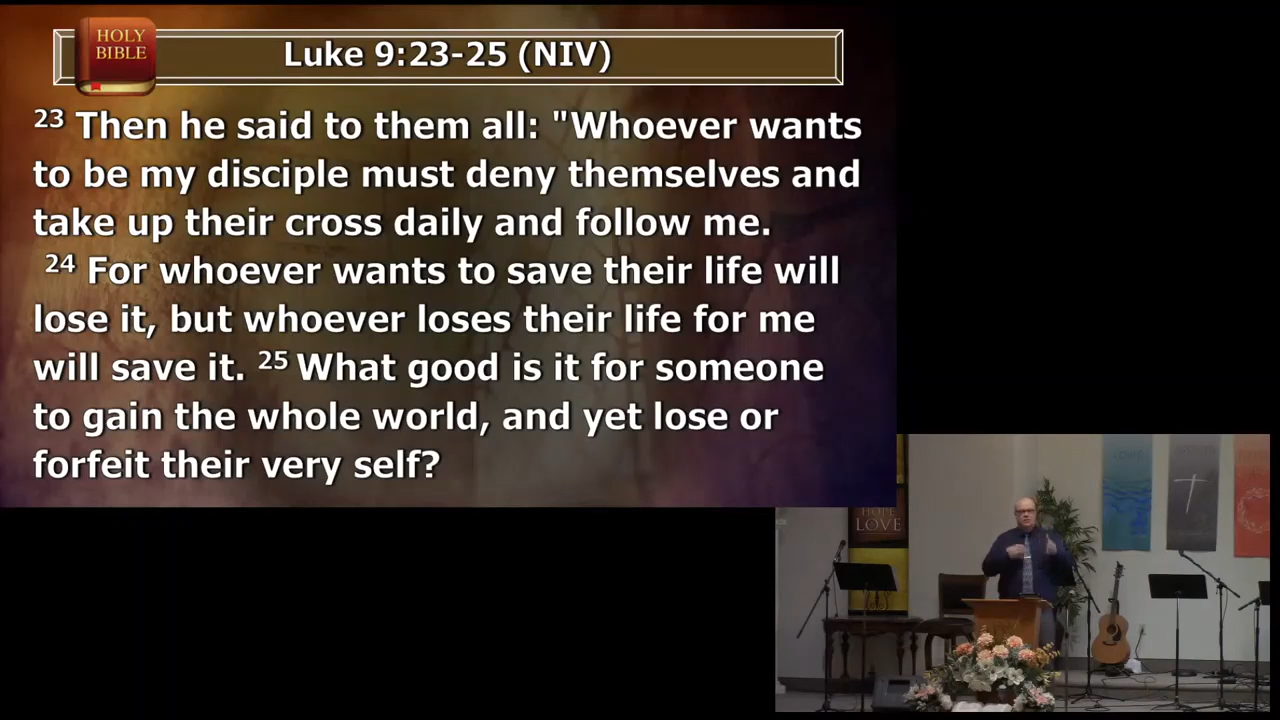 HOLY
BIBLE
Luke 9:23-25 (NIV)
23 Then he said to them all: "Whoever wants
to be my disciple must deny themselves and
take up their cross daily and follow me.
24 For whoever wants to save their life will
lose it, but whoever loses their life for me
will save it. 25 What good is it for someone
to gain the whole world, and yet lose or
forfeit their very self?
HOPE
LOVE